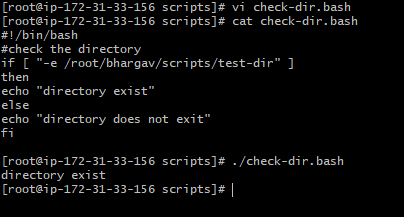 [root@ip-172-31-33-156 scripts]# vi check-dir.bash
[root@ip-172-31-33-156 scripts]# cat check-dir.bash
#!/bin/bash
#check the directory
if [ "-e /root/bhargav/scripts/test-dir" ]
then
echo "directory exist"
else
echo "directory does not exit"
fi
[root@ip-172-31-33-156 scripts]# ./check-dir.bash
directory exist
[root@ip-172-31-33-156 scripts]#